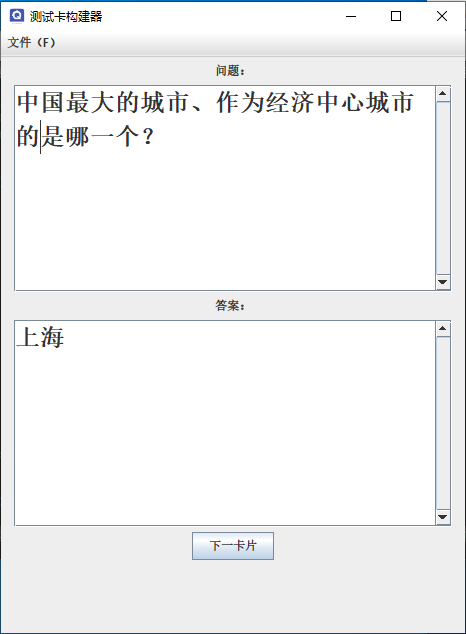 测试卡构建器
文件（F）
问题：
中国最大的城市、作为经济中心城市
的是哪一个？
答案：
上海
下一卡片